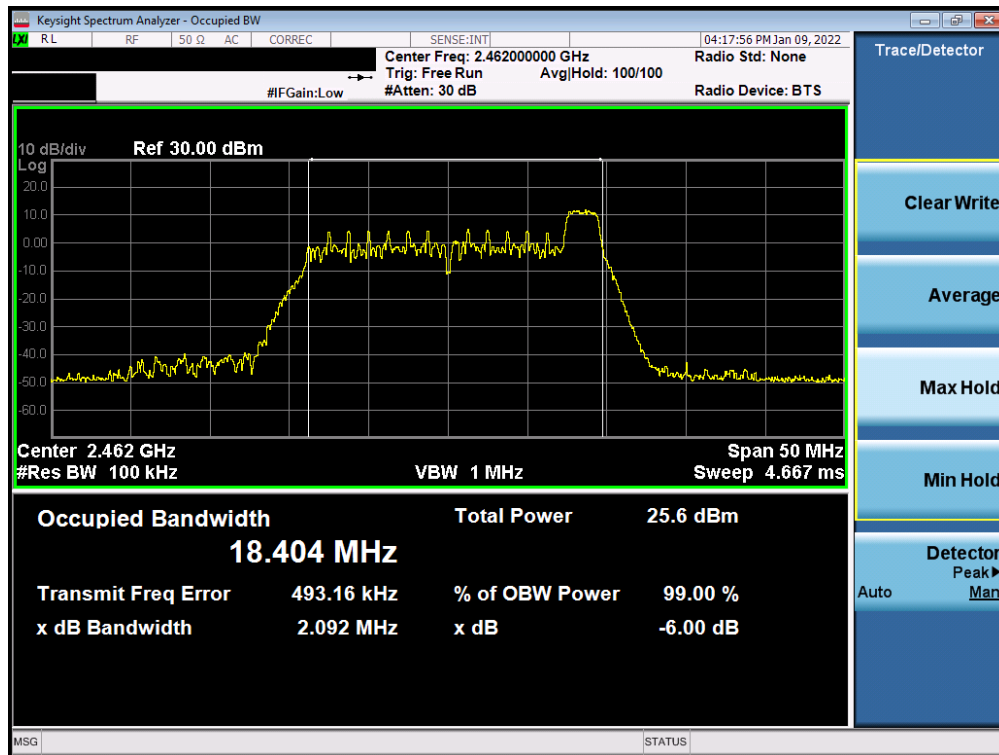 Keysight Spectrum Analyzer - Occupied BW
LXI RL RF 50 Ω AC CORREC SENSE:INT 04:17:56 PM Jan 09, 2022
Center Freq: 2.462000000 GHz Radio Std: None
Trig: Free Run Avg|Hold: 100/100
#IFGain:Low #Atten: 30 dB Radio Device: BTS
10 dB/div Ref 30.00 dBm
Log
20.0
10.0
0.00
-10.0
-20.0
-30.0
-40.0
-50.0
-60.0
Center 2.462 GHz Span 50 MHz
#Res BW 100 kHz VBW 1 MHz Sweep 4.667 ms
Occupied Bandwidth Total Power 25.6 dBm
18.404 MHz
Transmit Freq Error 493.16 kHz % of OBW Power 99.00 %
x dB Bandwidth 2.092 MHz x dB -6.00 dB
MSG STATUS
Trace/Detector
Clear Write
Average
Max Hold
Min Hold
Detector
Peak▶
Auto Man